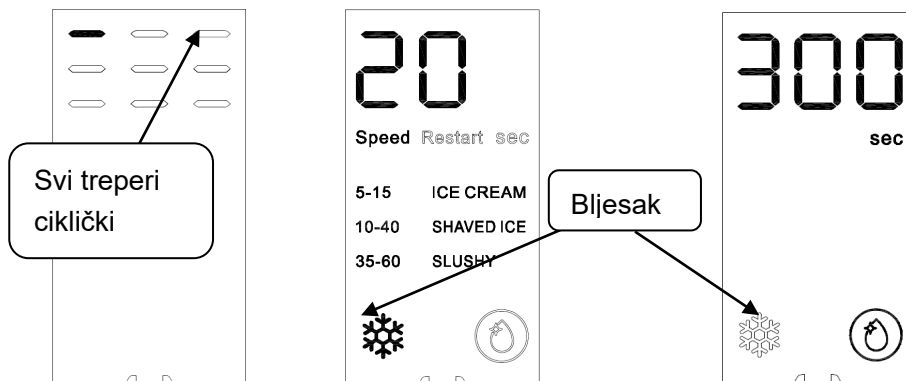 20
300
Speed Restart sec
sec
Svi treperi
ciklički
5-15 ICE CREAM
10-40 SHAVED ICE
35-60 SLUSHY
Bljesak